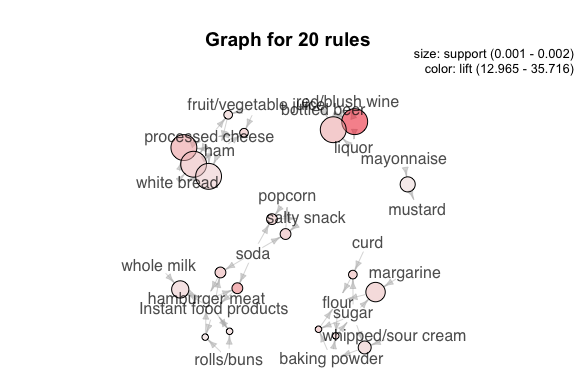 Graph for 20 rules
size: support (0.001 - 0.002)
color: lift (12.965 - 35.716)
fruit/vegetable juice
red/blush wine
bottled beer
processed cheese
ham
liquor
mayonnaise
white bread
popcorn
mustard
salty snack
curd
soda
whole milk
margarine
hamburger meat
flour
Instant food products
sugar
whipped/sour cream
rolls/buns
baking powder